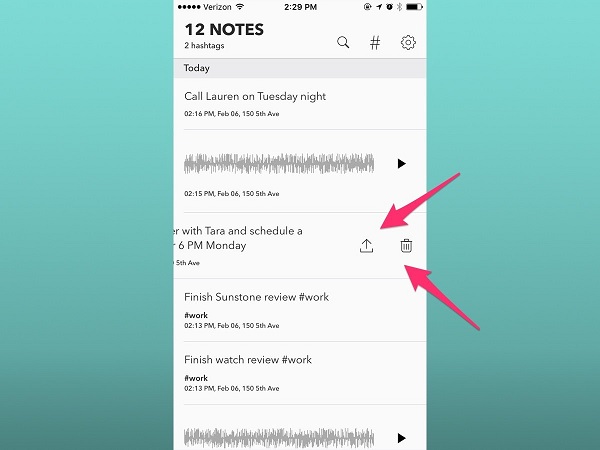 Verizon 2:29 PM
12 NOTES
2 hashtags
#
Today
Call Lauren on Tuesday night
02:16 PM, Feb 06, 150 5th Ave
02:15 PM, Feb 06, 150 5th Ave
er with Tara and schedule a
r 6 PM Monday
5th Ave
Finish Sunstone review #work
#work
02:13 PM, Feb 06, 150 5th Ave
Finish watch review #work
#work
02:13 PM, Feb 06, 150 5th Ave